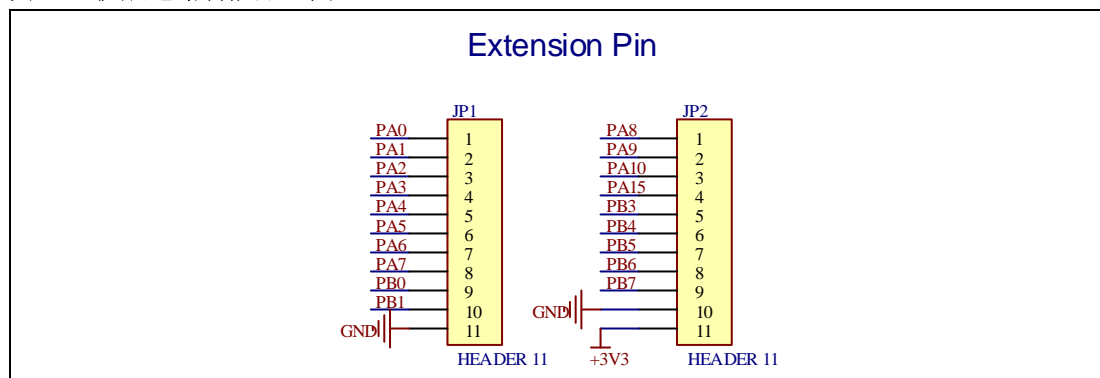 Extension Pin
JP1
PA0 1
PA1 2
PA2 3
PA3 4
PA4 5
PA5 6
PA6 7
PA7 8
PB0 9
PB1 10
GND 11
HEADER 11
JP2
PA8 1
PA9 2
PA10 3
PA15 4
PB3 5
PB4 6
PB5 7
PB6 8
PB7 9
GND 10
+3V3 11
HEADER 11